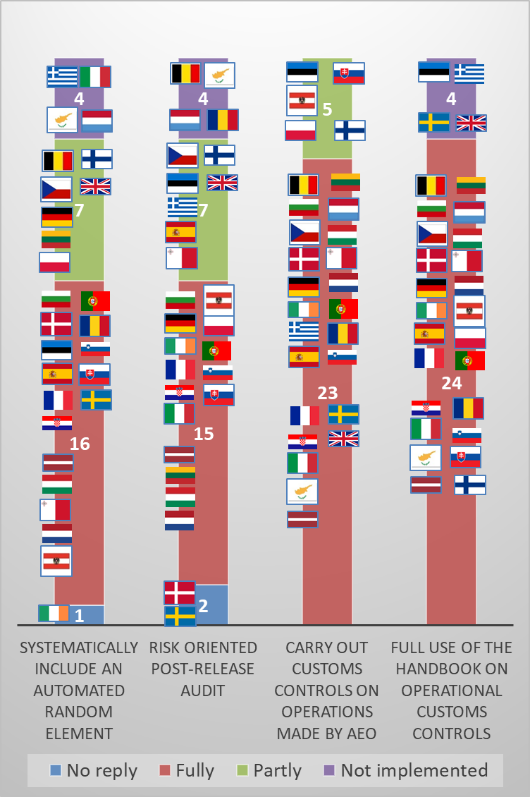 4
4
5
4
7
7
16
15
23
24
1
2
SYSTEMATICALLY
INCLUDE AN
AUTOMATED
RANDOM
ELEMENT
RISK ORIENTED
POST-RELEASE
AUDIT
CARRY OUT
CUSTOMS
CONTROLS ON
OPERATIONS
MADE BY AEO
FULL USE OF THE
HANDBOOK ON
OPERATIONAL
CUSTOMS
CONTROLS
No reply
Fully
Partly
Not implemented